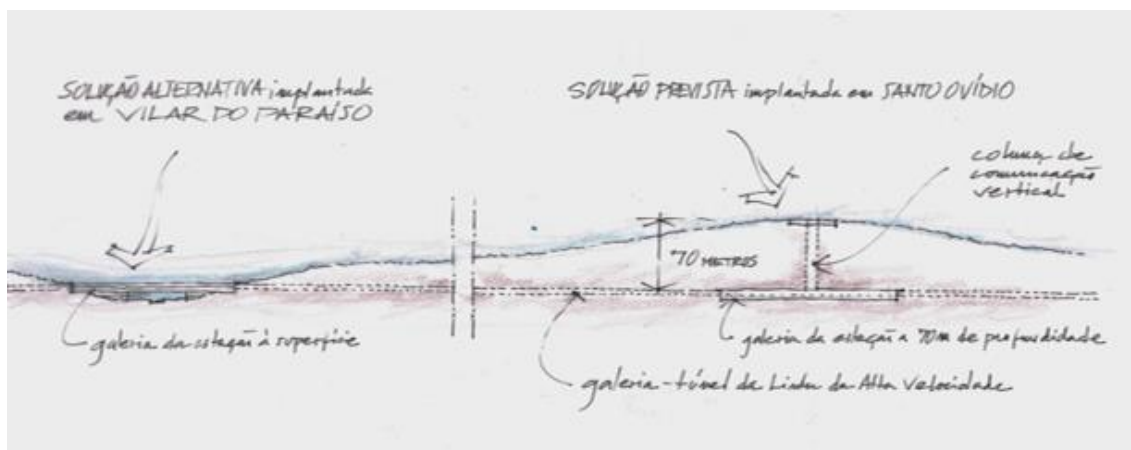 SOLUÇÃO ALTERNATIVA implantada
em VILAR DO PARAÍSO
SOLUÇÃO PREVISTA implantada em SANTO OVÍDIO
coluna de
comunicação
vertical
70 METROS
galeria da estação à superfície
galeria da estação a 70m de profundidade
galeria-túnel da Linha da Alta Velocidade